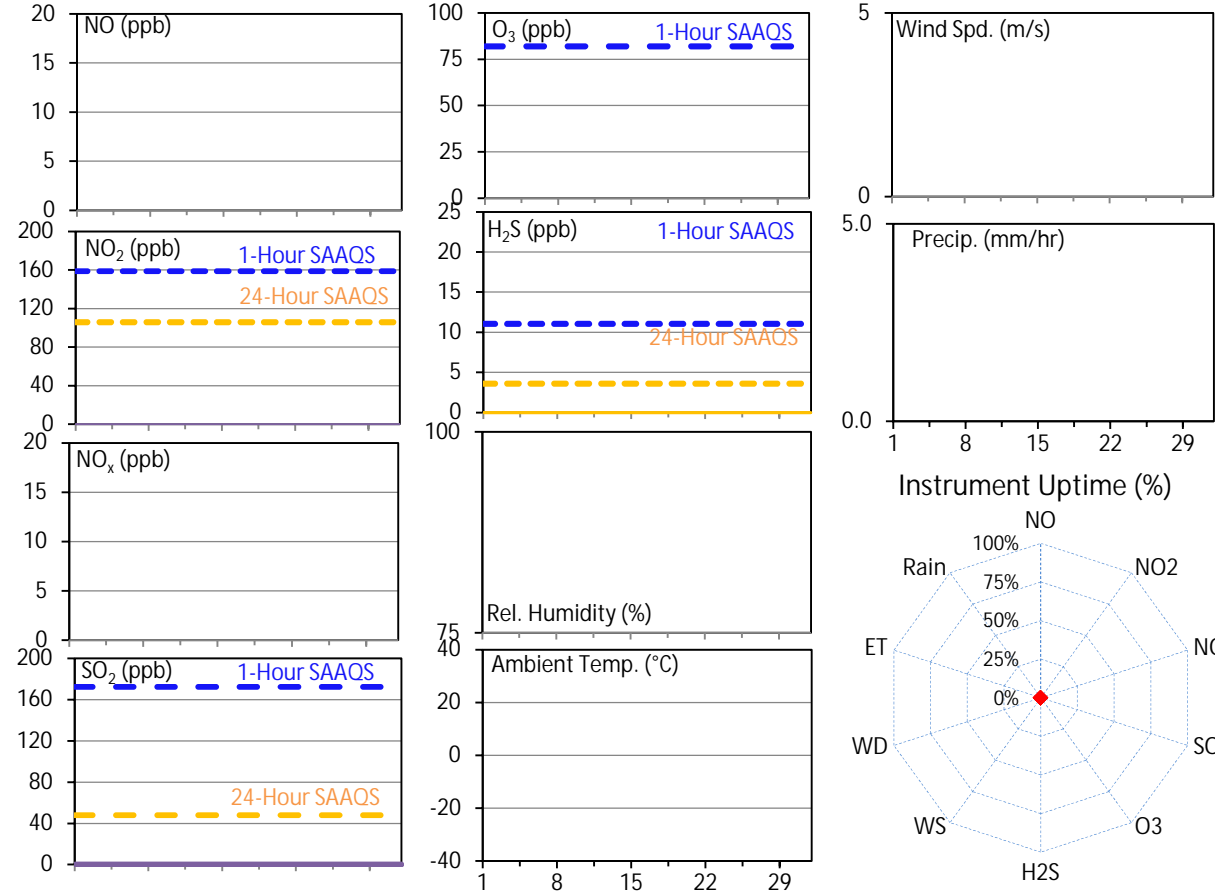 20
NO (ppb)
15
10
5
0
200
NO₂ (ppb)
1-Hour SAAQS
160
24-Hour SAAQS
120
80
40
0
20
NOₓ (ppb)
15
10
5
0
200
SO₂ (ppb)
1-Hour SAAQS
160
120
80
24-Hour SAAQS
40
0
100
O₃ (ppb)
1-Hour SAAQS
75
50
25
0
25
H₂S (ppb)
1-Hour SAAQS
20
15
10
24-Hour SAAQS
5
0
100
Rel. Humidity (%)
75
40
Ambient Temp. (°C)
20
0
-20
-40
1 8 15 22 29
5
Wind Spd. (m/s)
0
5.0
Precip. (mm/hr)
0.0
1 8 15 22 29
Instrument Uptime (%)
NO
100%
Rain
NO2
75%
50%
ET
25%
0%
WD
WS
O3
H2S